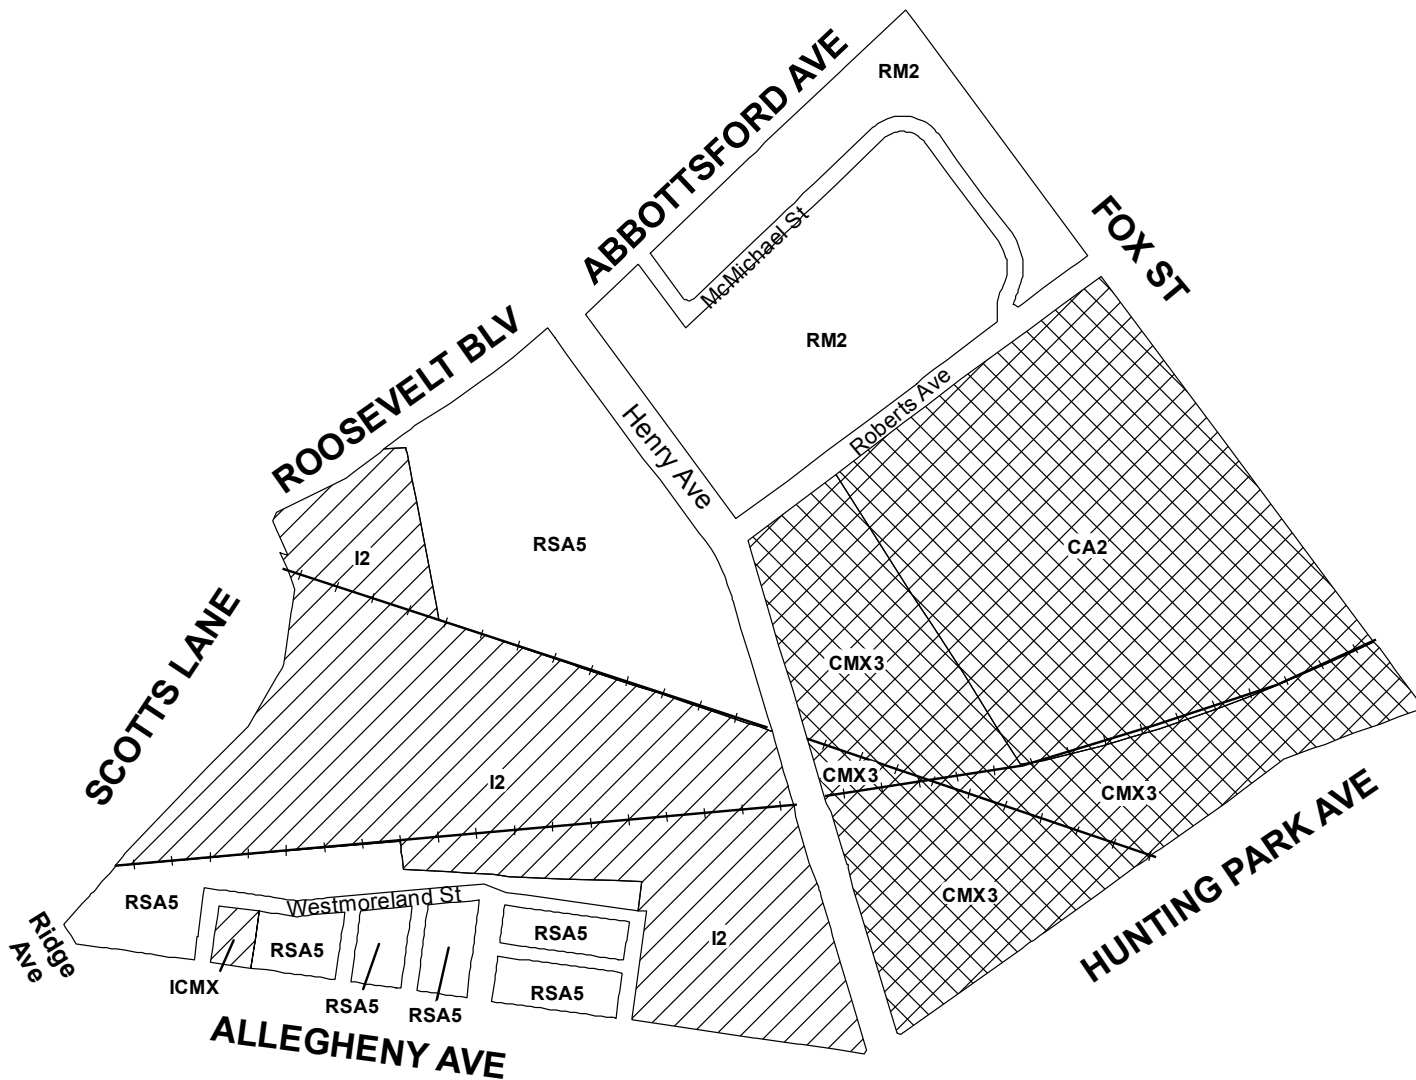 RM2
ABBOTTSFORD AVE
McMichael St
FOX ST
RM2
ROOSEVELT BLV
Henry Ave
Roberts Ave
I2
RSA5
CA2
SCOTTS LANE
CMX3
I2
CMX3
CMX3
HUNTING PARK AVE
RSA5
Westmoreland St
CMX3
Ridge
Ave
RSA5
RSA5
I2
ICMX
RSA5
RSA5
RSA5
ALLEGHENY AVE